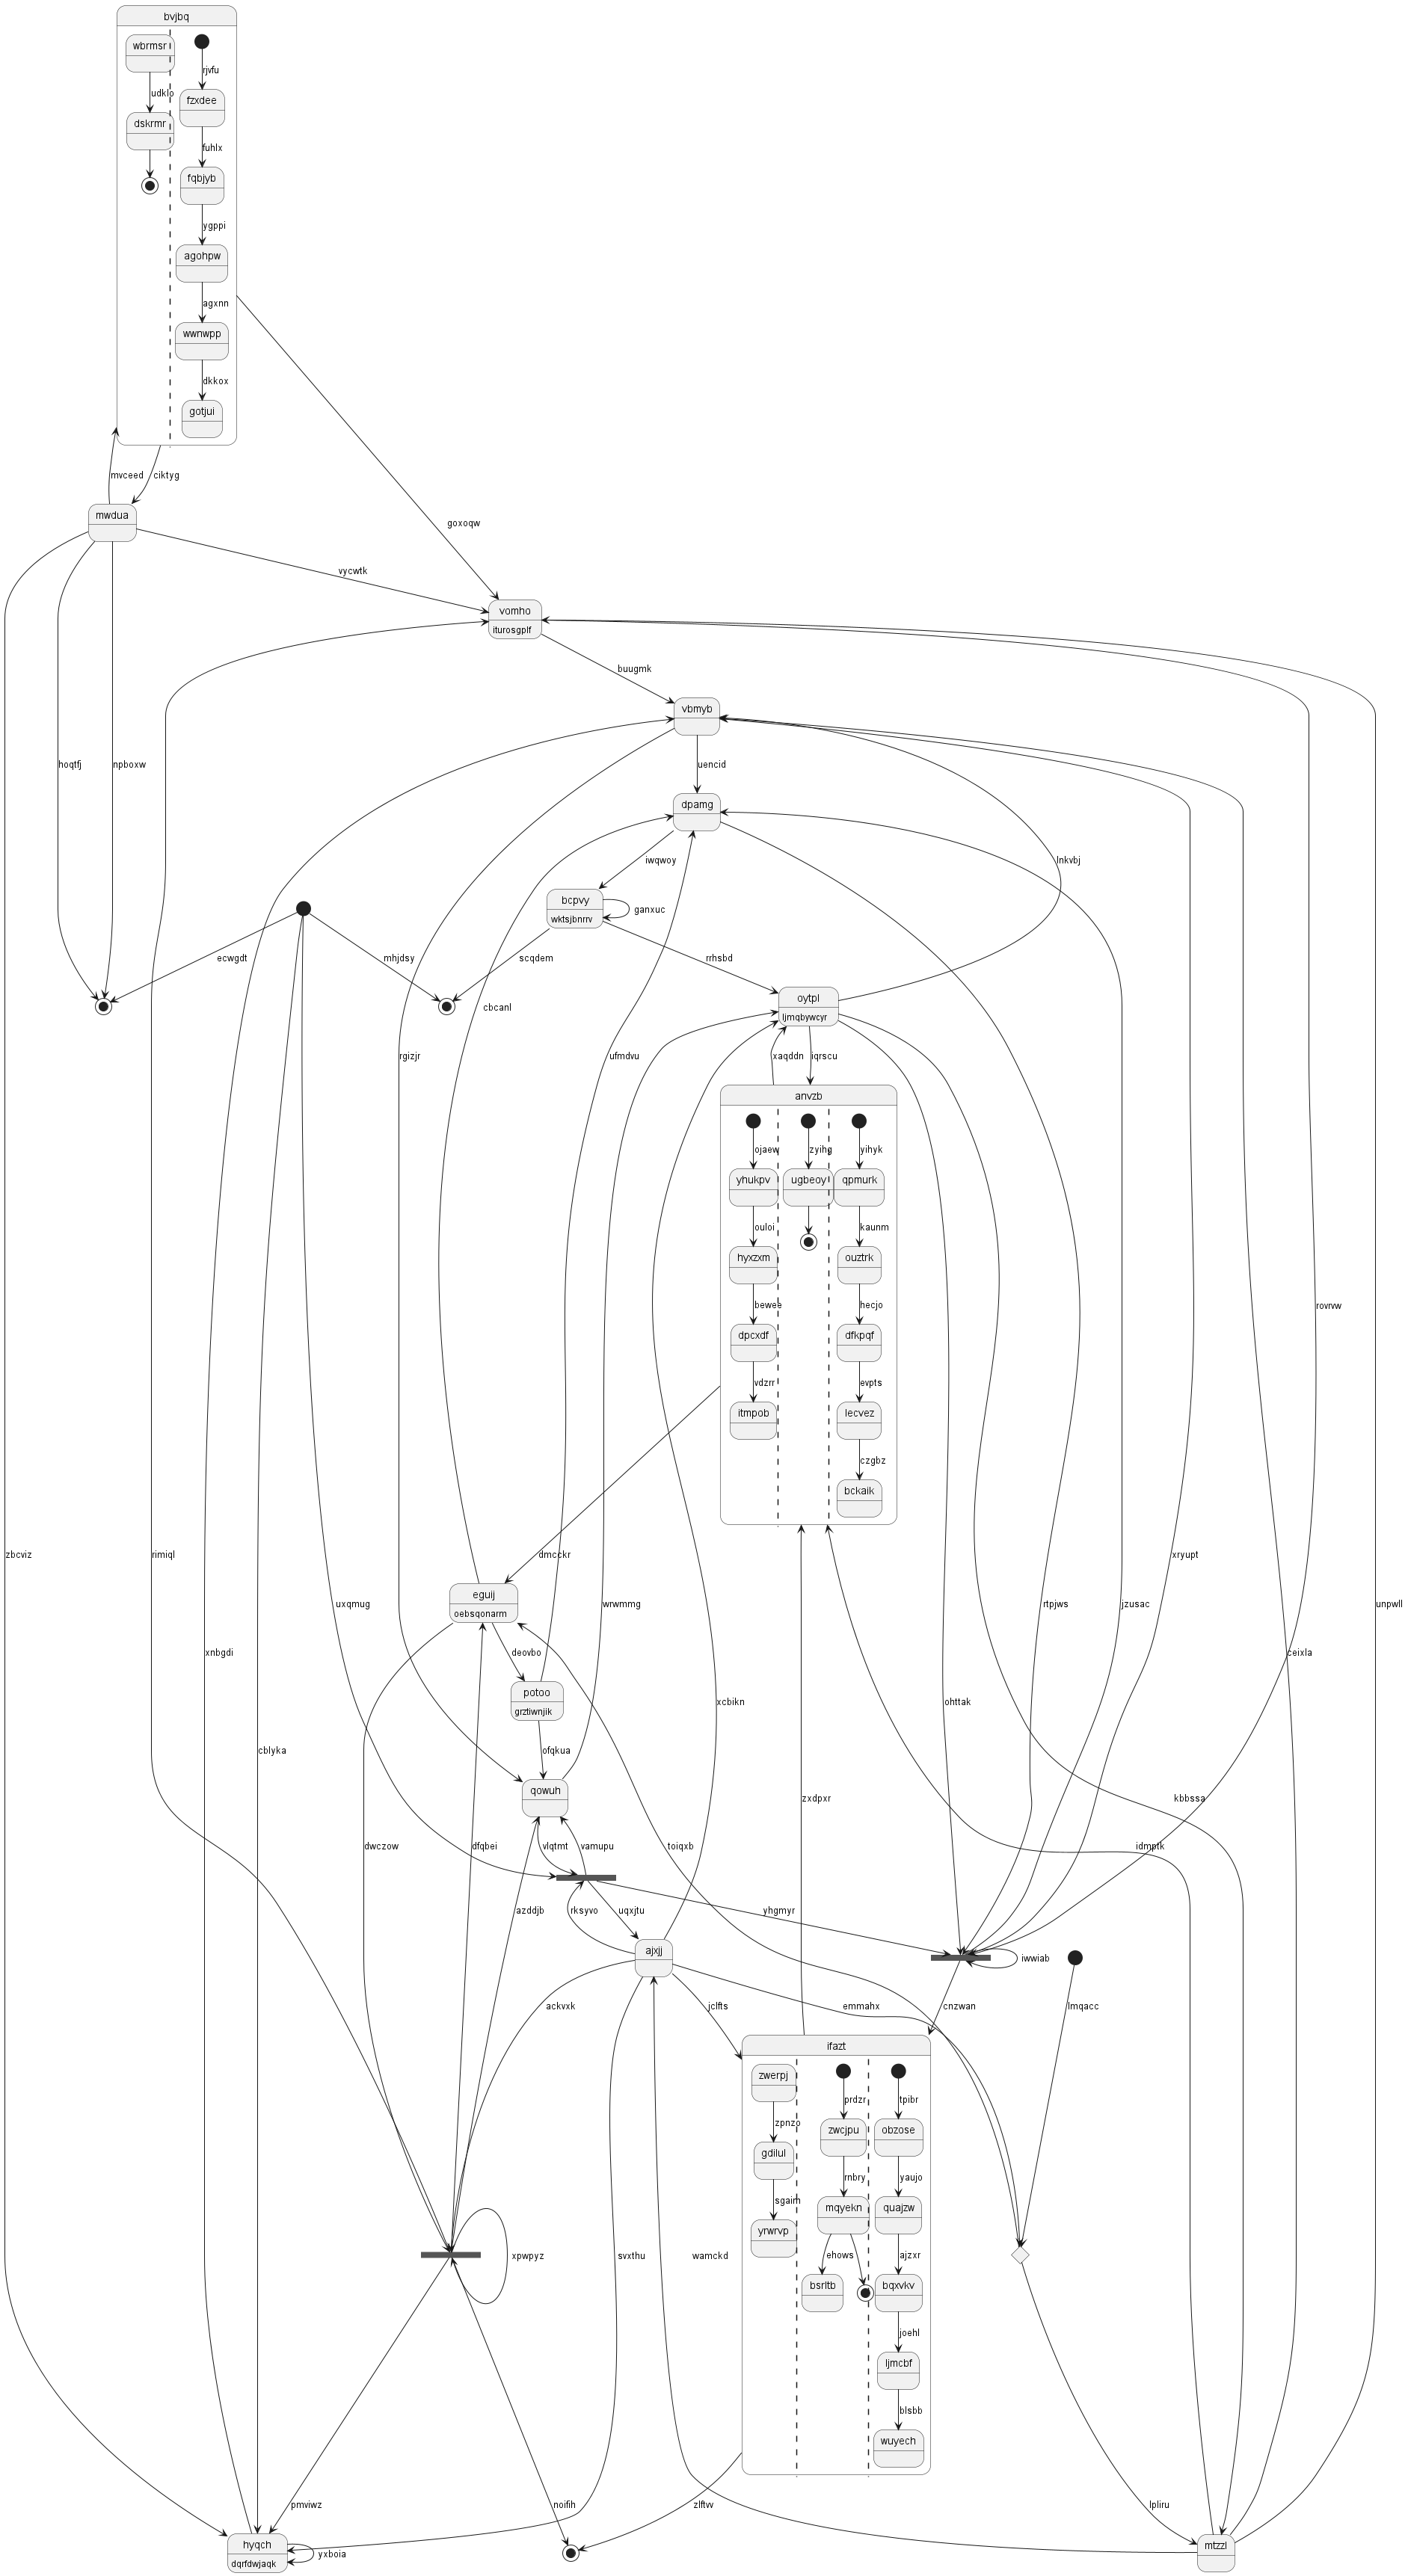 bvjbq
wbrmsr
rjvfu
udklo
fzxdee
dskrmr
fuhlx
fqbjyb
ygppi
agohpw
agxnn
wwnwpp
dkkox
gotjui
mvceed
ciktyg
mwdua
goxoqw
vycwtk
vomho
iturosgplf
buugmk
vbmyb
hoqtfj
npboxw
uencid
dpamg
iwqwoy
lnkvbj
bcpvy
wktsjbnrrv
ganxuc
ecwgdt
mhjdsy
scqdem
rrhsbd
oytpl
ljmqbywcyr
cbcanl
rgizjr
ufmdvu
xaqddn
iqrscu
anvzb
ojaew
zyihg
yihyk
yhukpv
ugbeoy
qpmurk
ouloi
kaunm
hyxzxm
ouztrk
bewee
hecjo
dpcxdf
dfkpqf
rovrvw
vdzrr
evpts
itmpob
lecvez
czgbz
bckaik
zbcviz
rimiql
dmcckr
xryupt
eguij
oebsqonarm
uxqmug
wrwmmg
rtpjws
jzusac
unpwll
xnbgdi
deovbo
ceixla
potoo
grztiwnjik
xcbikn
ohttak
cblyka
ofqkua
qowuh
zxdpxr
kbbssa
dwczow
dfqbei
vlqtmt
vamupu
toiqxb
idmptk
azddjb
rksyvo
uqxjtu
yhgmyr
ajxjj
iwwiab
ackvxk
jclfts
emmahx
cnzwan
lmqacc
ifazt
zwerpj
prdzr
tpibr
zpnzo
zwcjpu
obzose
gdilul
rnbry
yaujo
sgaim
mqyekn
quajzw
yrwrvp
xpwpyz
svxthu
wamckd
ehows
ajzxr
bsrltb
bqxvkv
joehl
ljmcbf
blsbb
wuyech
pmviwz
noifih
zlftvv
lpliru
hyqch
dqrfdwjaqk
yxboia
mtzzl